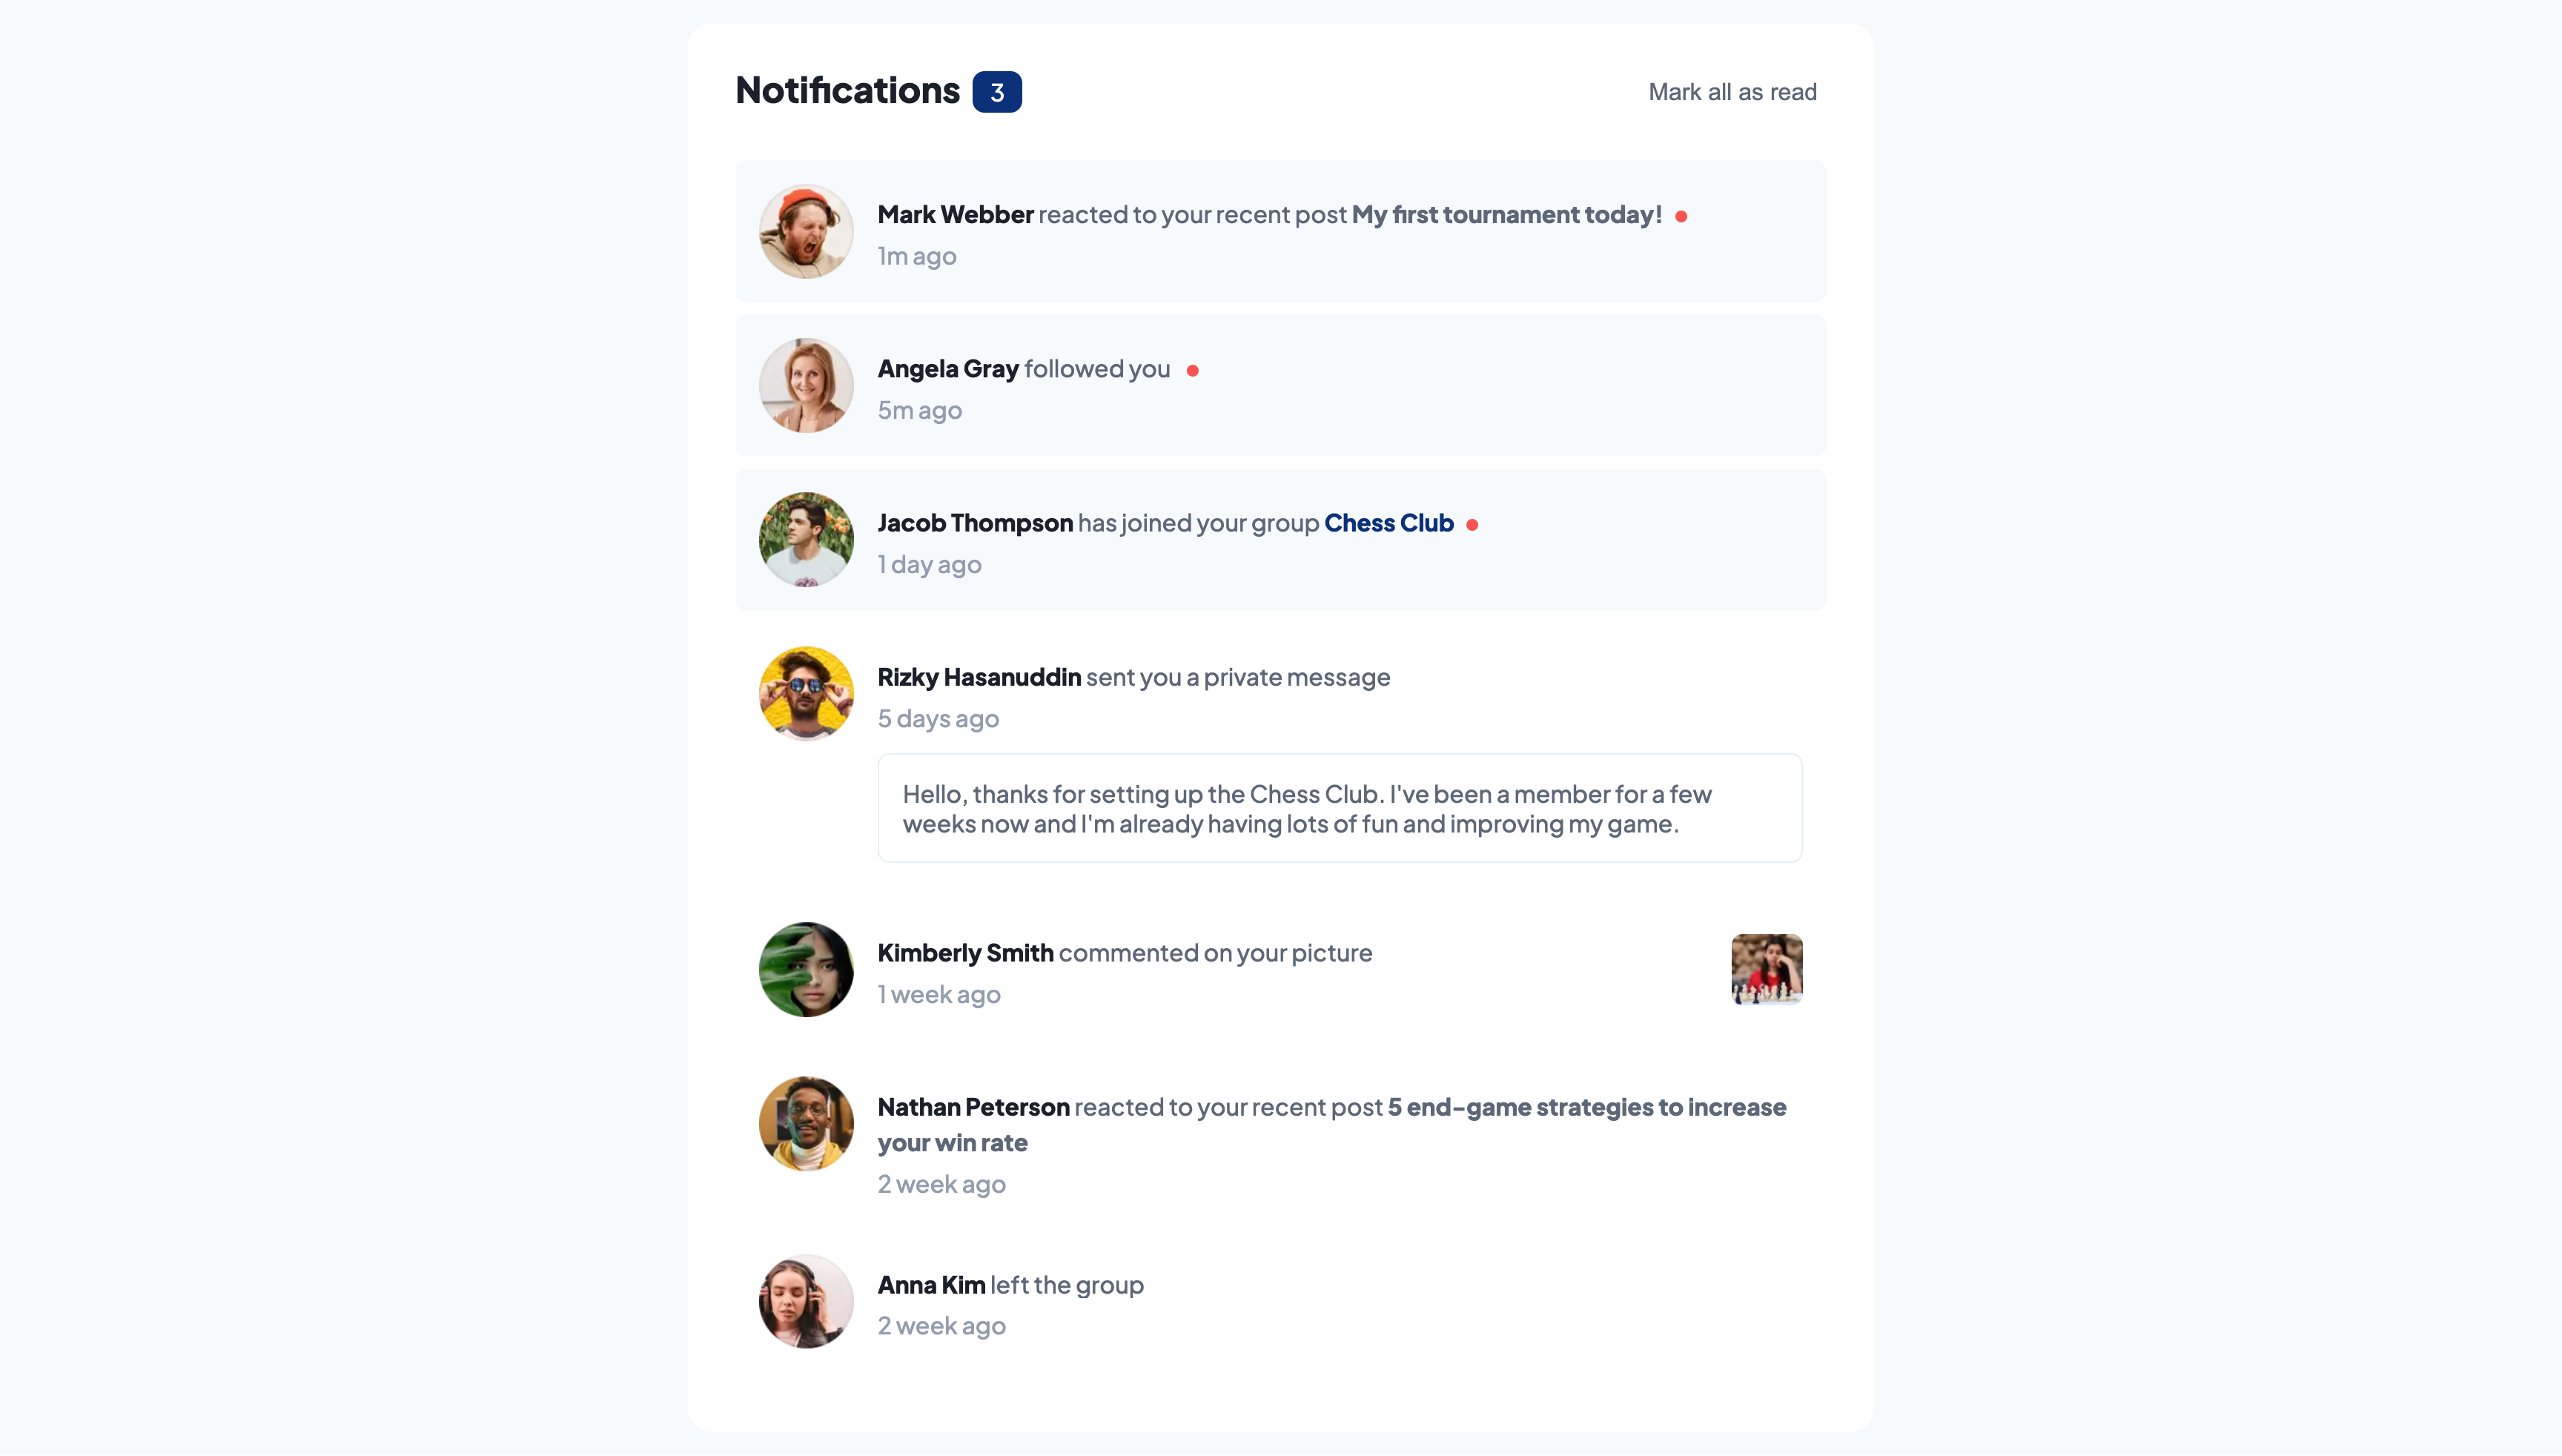 Notifications 3
Mark all as read
Mark Webber reacted to your recent post My first tournament today!
1m ago
Angela Gray followed you
5m ago
Jacob Thompson has joined your group Chess Club
1 day ago
Rizky Hasanuddin sent you a private message
5 days ago
Hello, thanks for setting up the Chess Club. I've been a member for a few
weeks now and I'm already having lots of fun and improving my game.
Kimberly Smith commented on your picture
1 week ago
Nathan Peterson reacted to your recent post 5 end-game strategies to increase
your win rate
2 week ago
Anna Kim left the group
2 week ago